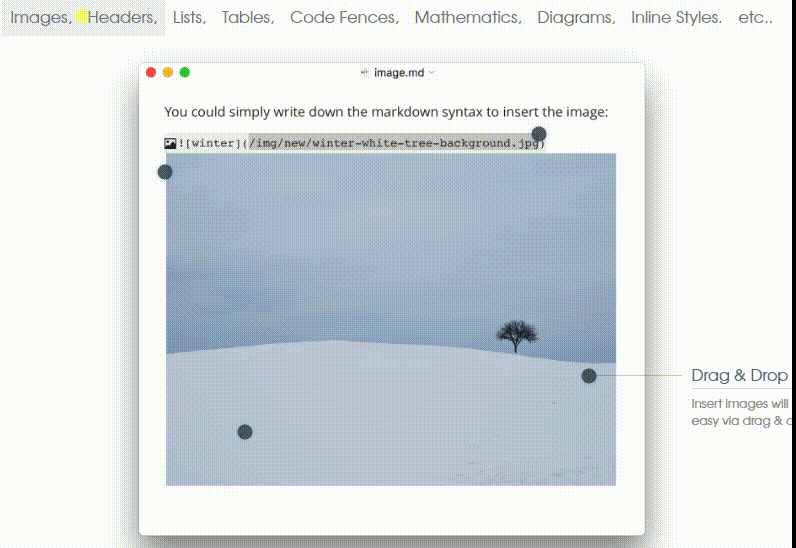 Images, Headers, Lists, Tables, Code Fences, Mathematics, Diagrams, Inline Styles. etc..
image.md
You could simply write down the markdown syntax to insert the image:
![winter](/img/new/winter-white-tree-background.jpg)
Drag & Drop
Insert images will
easy via drag &